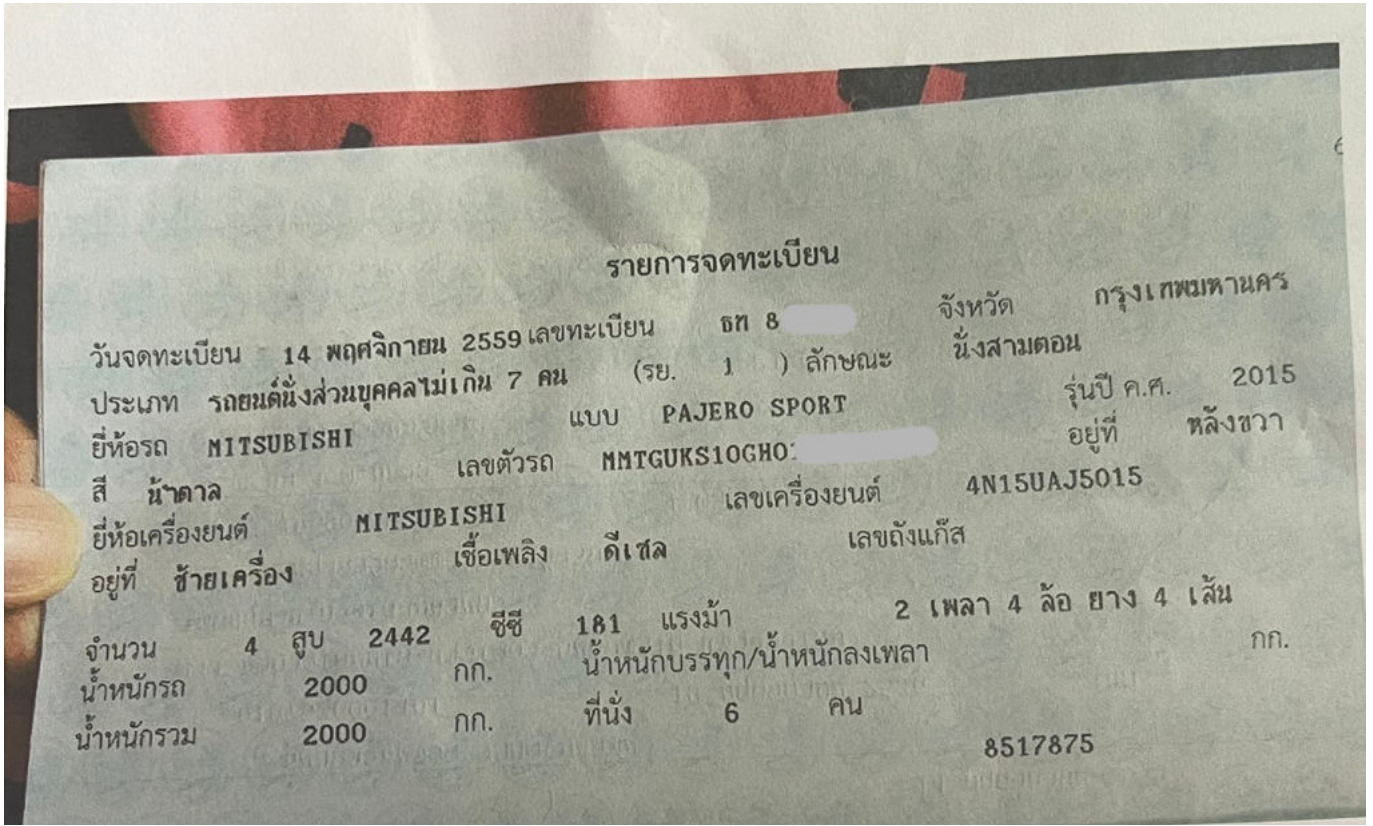 รายการจดทะเบียน
วันจดทะเบียน 14 พฤศจิกายน 2559 เลขทะเบียน 8 จังหวัด กรุงเทพมหานคร
ประเภท รถยนต์นั่งส่วนบุคคลไม่เกิน 7 คน (รย. 1 ) ลักษณะ นั่งสามตอน
ยี่ห้อรถ MITSUBISHI แบบ PAJERO SPORT รุ่นปี ค.ศ. 2015
สี น้ำตาล เลขตัวรถ MMTGUKS10GH0 อยู่ที่ หลังขวา
ยี่ห้อเครื่องยนต์ MITSUBISHI เลขเครื่องยนต์ 4N15UAJ5015
อยู่ที่ ซ้ายเครื่อง เชื้อเพลิง ดีเซล เลขถังแก๊ส
จำนวน 4 สูบ 2442 ซีซี 181 แรงม้า 2 เพลา 4 ล้อ ยาง 4 เส้น
น้ำหนักรถ 2000 กก. น้ำหนักบรรทุก/น้ำหนักลงเพลา กก.
น้ำหนักรวม 2000 กก. ที่นั่ง 6 คน
8517875